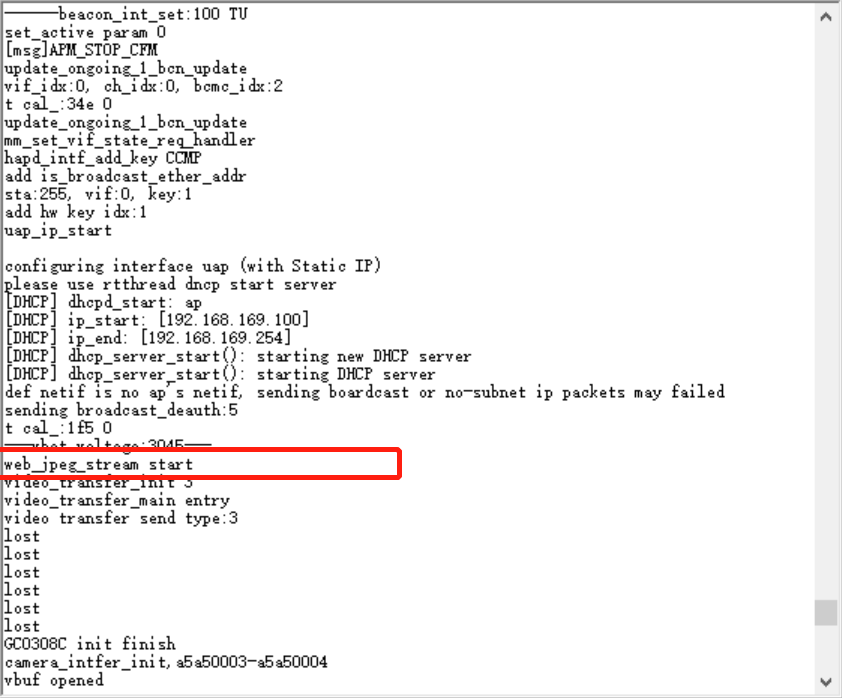 ———beacon_int_set:100 TU
set_active param 0
[msg]APM_STOP_CFM
update_ongoing_1_bcn_update
vif_idx:0, ch_idx:0, bcmc_idx:2
t cal_:34e 0
update_ongoing_1_bcn_update
mm_set_vif_state_req_handler
hapd_intf_add_key CCMP
add is_broadcast_ether_addr
sta:255, vif:0, key:1
add hw key idx:1
uap_ip_start
configuring interface uap (with Static IP)
please use rtthread dncp start server
[DHCP] dhcpd_start: ap
[DHCP] ip_start: [192.168.169.100]
[DHCP] ip_end: [192.168.169.254]
[DHCP] dhcp_server_start(): starting new DHCP server
[DHCP] dhcp_server_start(): starting DHCP server
def netif is no ap's netif, sending boardcast or no-subnet ip packets may failed
sending broadcast_deauth:5
t cal_:1f5 0
———vbat voltage:3045———
web_jpeg_stream start
video_transfer_init 3
video_transfer_main entry
video transfer send type:3
lost
lost
lost
lost
lost
lost
GC0308C init finish
camera_intfer_init,a5a50003-a5a50004
vbuf opened